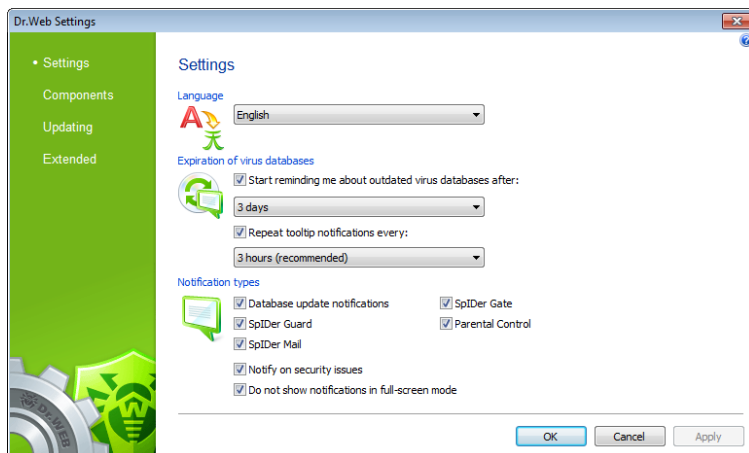 Dr.Web Settings
Settings
Components
Updating
Extended
Settings
Language
English
Expiration of virus databases
Start reminding me about outdated virus databases after:
3 days
Repeat tooltip notifications every:
3 hours (recommended)
Notification types
Database update notifications
SpIDer Gate
SpIDer Guard
Parental Control
SpIDer Mail
Notify on security issues
Do not show notifications in full-screen mode
Dr.WEB
OK
Cancel
Apply